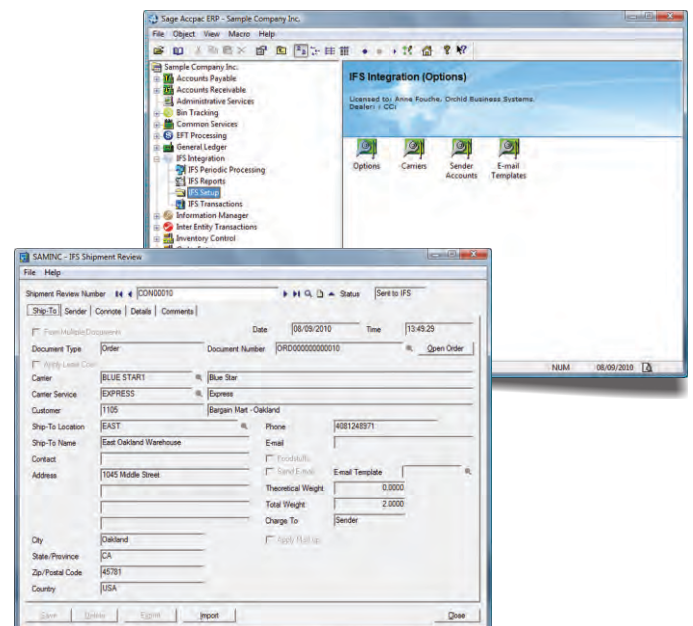 Sage Accpac ERP - Sample Company Inc.
File Object View Macro Help
Sample Company Inc.
Accounts Payable
Accounts Receivable
Administrative Services
Bin Tracking
Common Services
EFT Processing
General Ledger
IFS Integration
IFS Periodic Processing
IFS Reports
IFS Setup
IFS Transactions
Information Manager
Inter Entity Transactions
Inventory Control
IFS Integration (Options)
Licensed to: Anne Fouche, Orchid Business Systems.
Dealer: CCI
Options Carriers Sender Accounts E-mail Templates
NUM 08/09/2010
SAMINC - IFS Shipment Review
File Help
Shipment Review Number CON00010 Status Sent to IFS
Ship-To Sender Connote Details Comments
From Multiple Documents Date 08/09/2010 Time 13:49:29
Document Type Order Document Number ORD000000000010 Open Order
Apply Lease Con
Carrier BLUE STAR1 Blue Star
Carrier Service EXPRESS Express
Customer 1105 Bargain Mart - Oakland
Ship-To Location EAST Phone 4081248971
Ship-To Name East Oakland Warehouse E-mail
Contact Foodstuffs
Address 1045 Middle Street Send E-mail E-mail Template
Theoretical Weight 0.0000
Total Weight 2.0000
Charge To Sender
City Oakland
State/Province CA
Zip/Postal Code 45781
Country USA
Save Delete Export Import Close